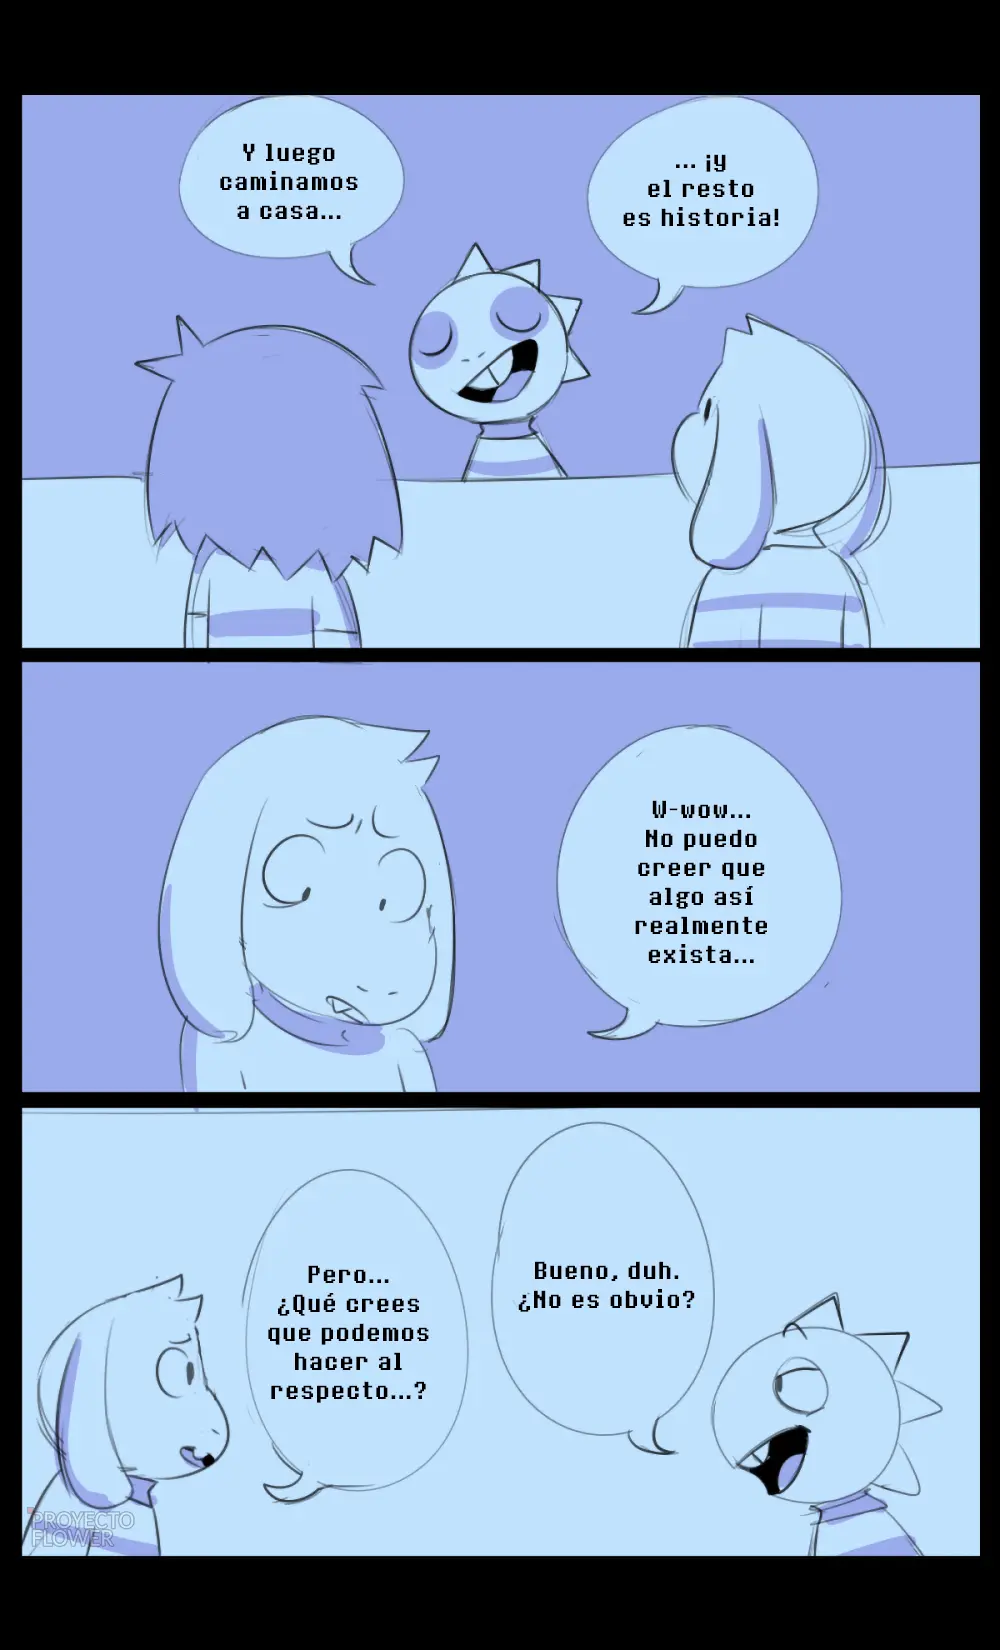 Y luego
caminamos
a casa...
... ¡y
el resto
es historia!
W-wow...
No puedo
creer que
algo así
realmente
exista...
Pero...
¿Qué crees
que podemos
hacer al
respecto...?
Bueno, duh.
¿No es obvio?
PROYECTO
FLOWER